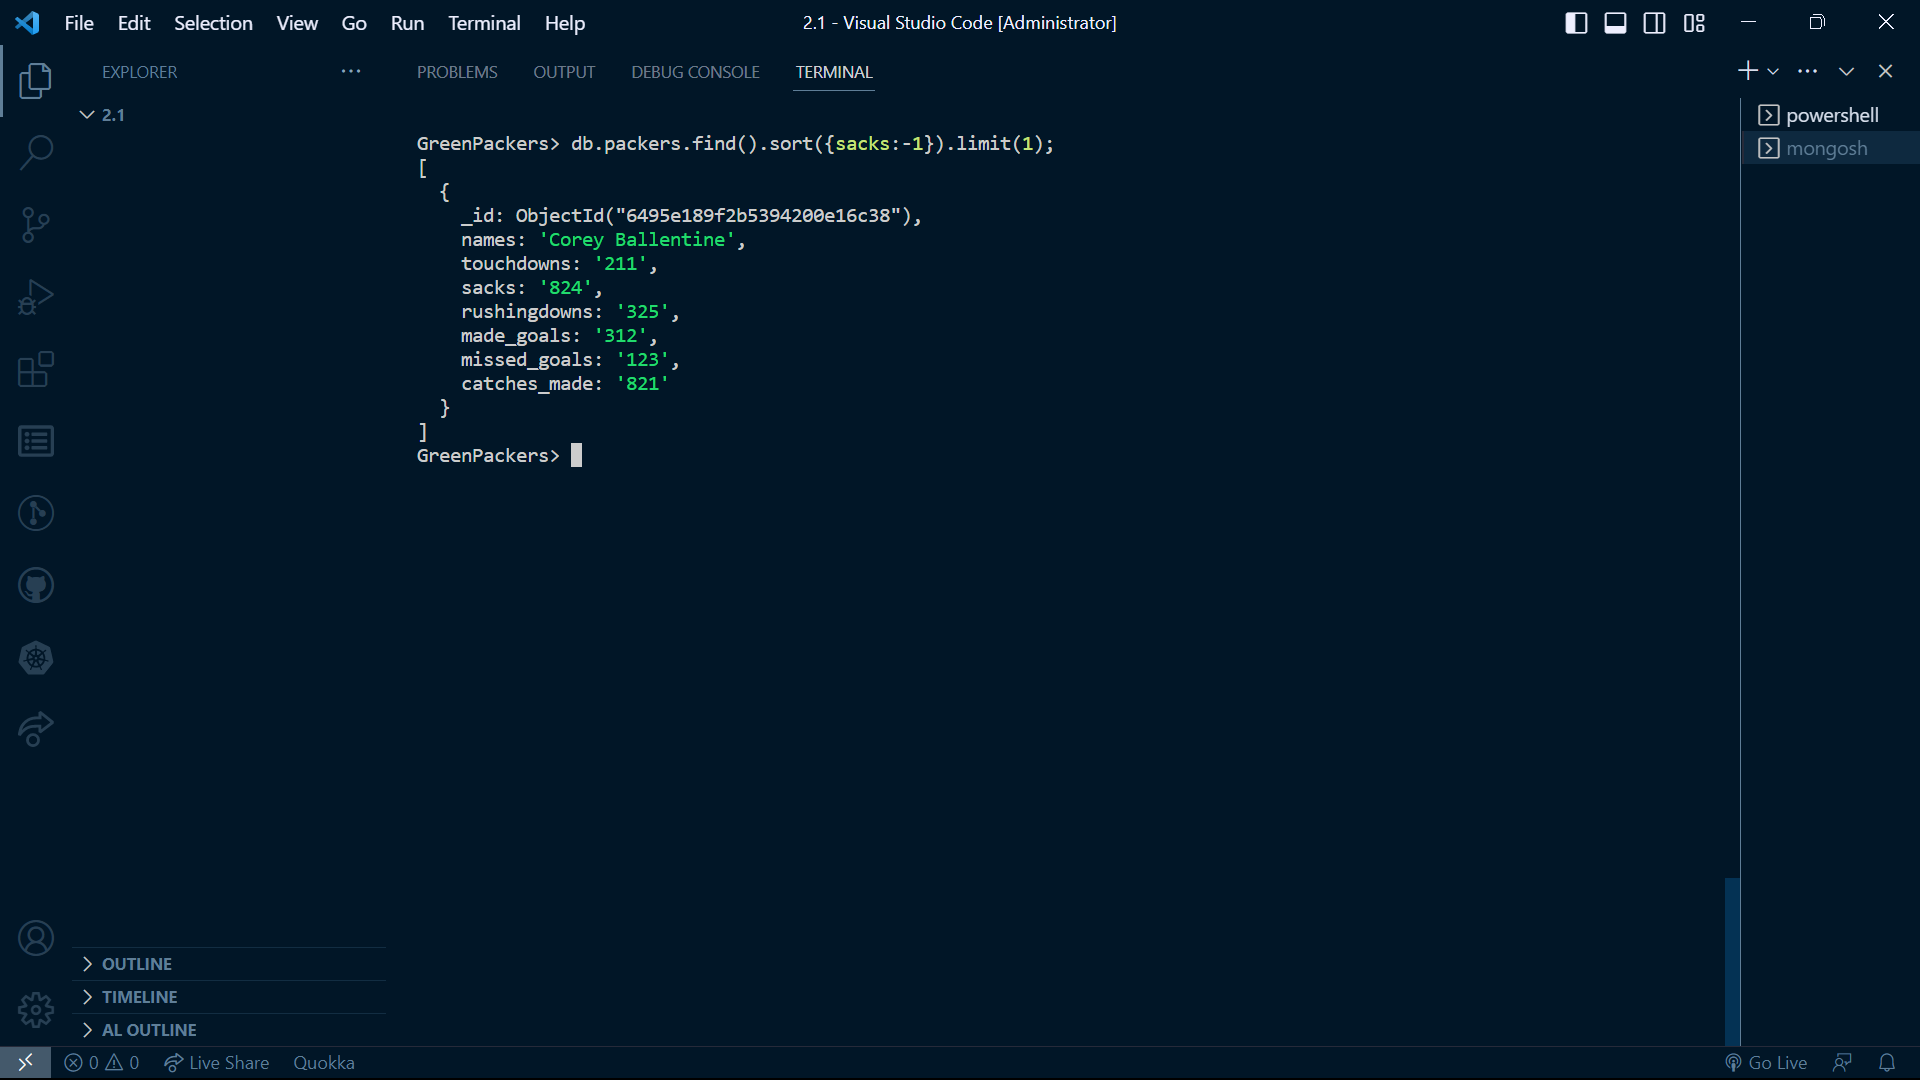 File Edit Selection View Go Run Terminal Help
2.1 - Visual Studio Code [Administrator]
EXPLORER
PROBLEMS OUTPUT DEBUG CONSOLE TERMINAL
2.1
powershell
mongosh
GreenPackers> db.packers.find().sort({sacks:-1}).limit(1);
[
  {
    _id: ObjectId("6495e189f2b5394200e16c38"),
    names: 'Corey Ballentine',
    touchdowns: '211',
    sacks: '824',
    rushingdowns: '325',
    made_goals: '312',
    missed_goals: '123',
    catches_made: '821'
  }
]
GreenPackers>
OUTLINE
TIMELINE
AL OUTLINE
0 0 Live Share Quokka
Go Live